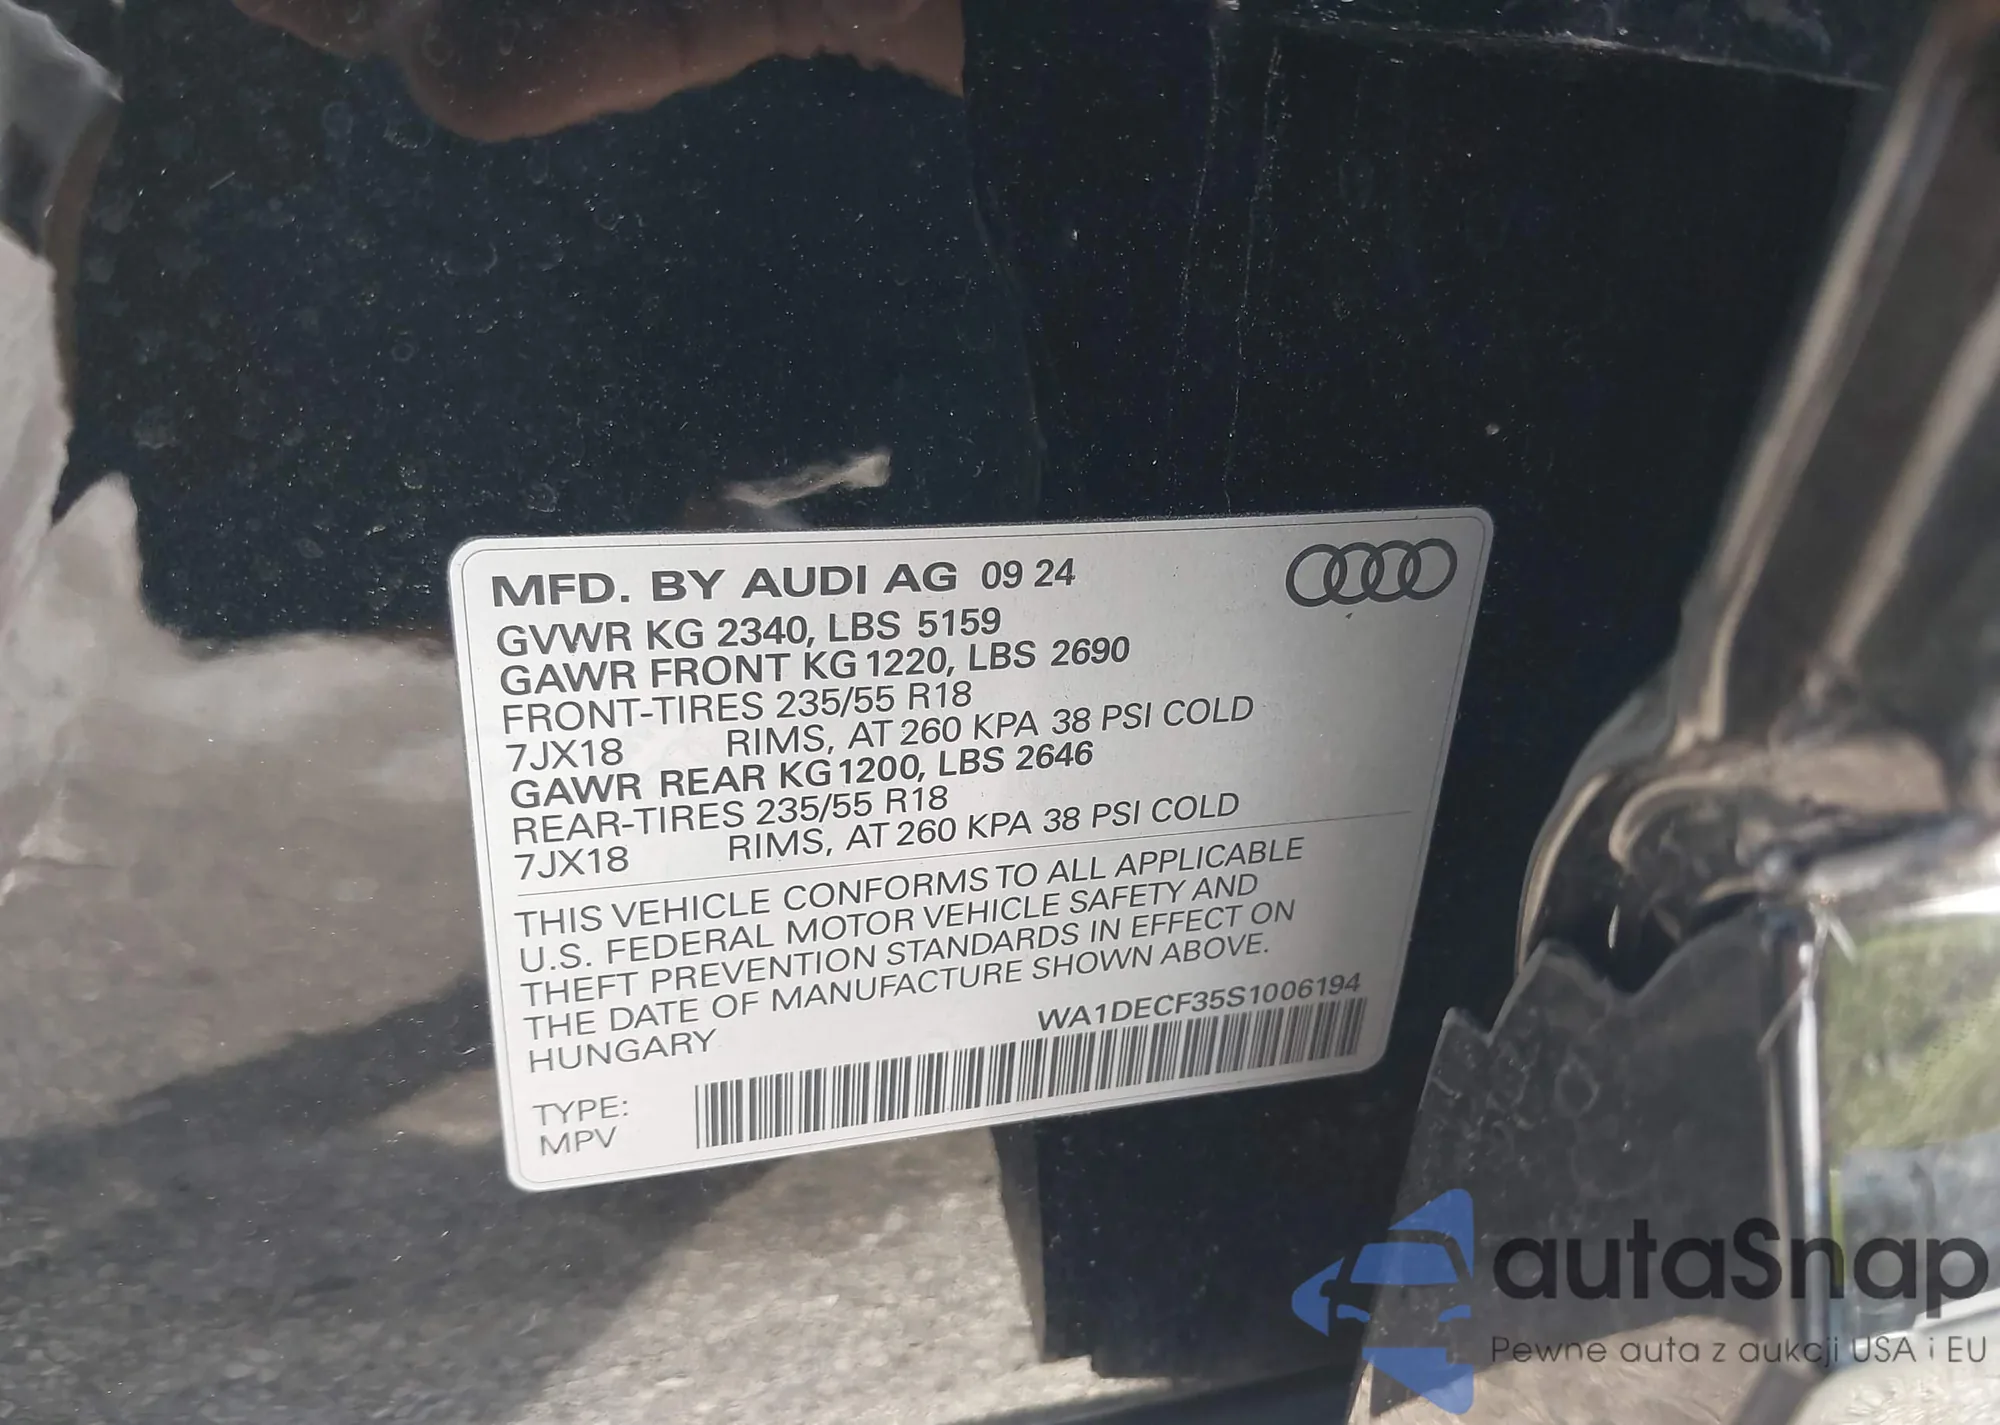 MFD. BY AUDI AG 09 24
GVWR KG 2340, LBS 5159
GAWR FRONT KG 1220, LBS 2690
FRONT-TIRES 235/55 R18
7JX18 RIMS, AT 260 KPA 38 PSI COLD
GAWR REAR KG 1200, LBS 2646
REAR-TIRES 235/55 R18
7JX18 RIMS, AT 260 KPA 38 PSI COLD
THIS VEHICLE CONFORMS TO ALL APPLICABLE
U.S. FEDERAL MOTOR VEHICLE SAFETY AND
THEFT PREVENTION STANDARDS IN EFFECT ON
THE DATE OF MANUFACTURE SHOWN ABOVE.
HUNGARY
WA1DECF35S1006194
TYPE:
MPV
autaSnap
Pewne auta z aukcji USA i EU